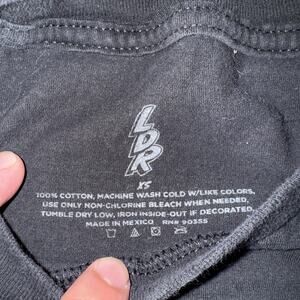 LDR
XS
100% COTTON, MACHINE WASH COLD W/LIKE COLORS,
USE ONLY NON-CHLORINE BLEACH WHEN NEEDED,
TUMBLE DRY LOW, IRON INSIDE-OUT IF DECORATED.
MADE IN MEXICO RN# 90355